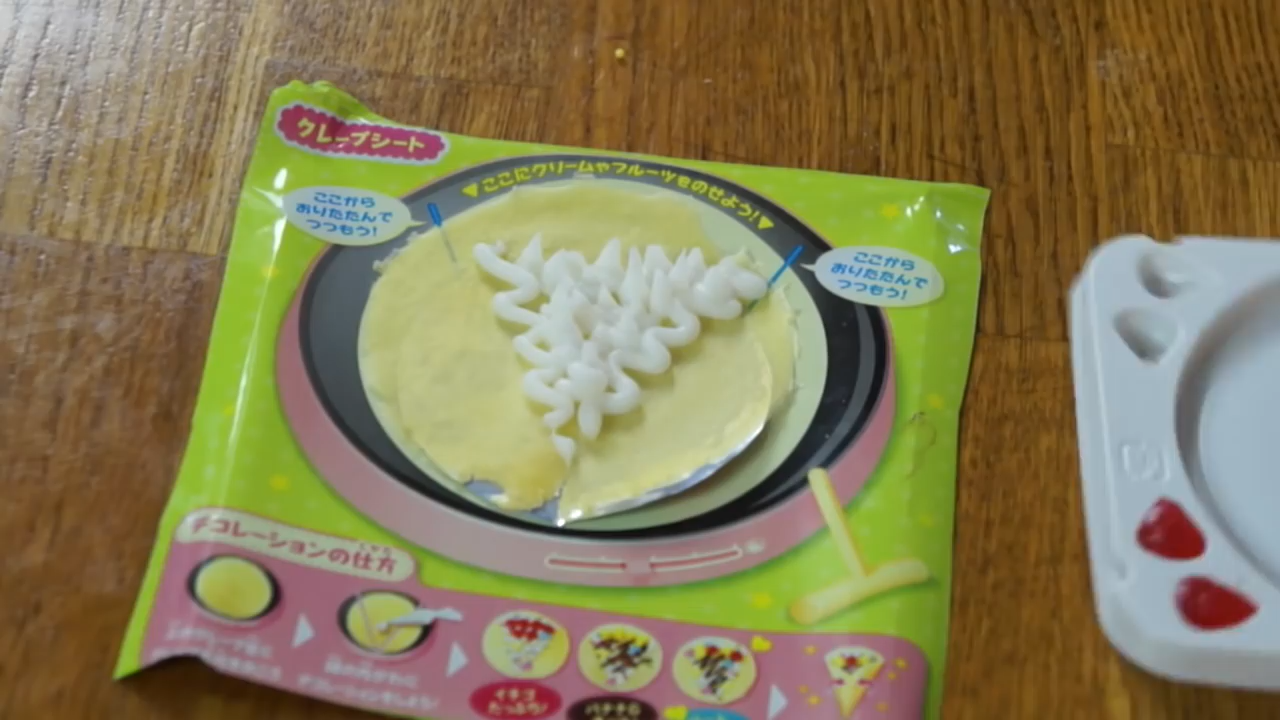 クレープシート
▼ここにクリームやフルーツをのせよう!▼
ここから
おりたたんで
つつもう!
ここから
おりたたんで
つつもう!
デコレーションの仕方
イチゴ
たっぷり!
バナナ